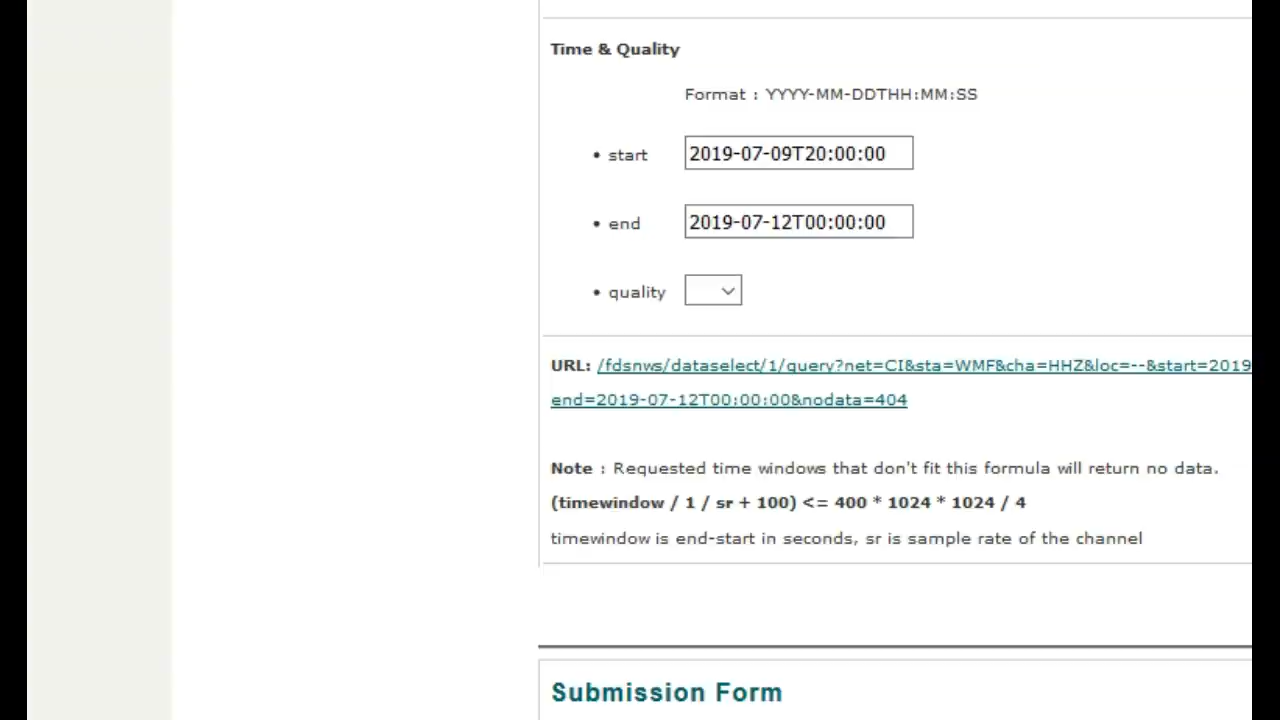 Time & Quality
Format : YYYY-MM-DDTHH:MM:SS
• start 2019-07-09T20:00:00
• end 2019-07-12T00:00:00
• quality
URL: /fdsnws/dataselect/1/query?net=CI&sta=WMF&cha=HHZ&loc=--&start=2019
end=2019-07-12T00:00:00&nodata=404
Note : Requested time windows that don't fit this formula will return no data.
(timewindow / 1 / sr + 100) <= 400 * 1024 * 1024 / 4
timewindow is end-start in seconds, sr is sample rate of the channel
Submission Form